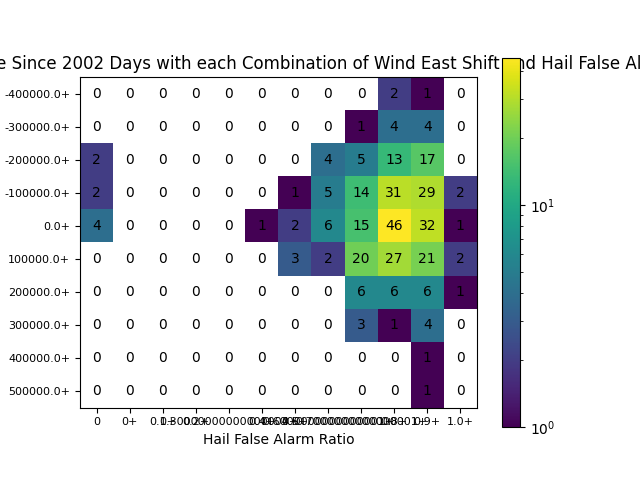 e Since 2002 Days with each Combination of Wind East Shift and Hail False Al
-400000.0+ 0 0 0 0 0 0 0 0 0 2 1 0
-300000.0+ 0 0 0 0 0 0 0 0 1 4 4 0
-200000.0+ 2 0 0 0 0 0 0 4 5 13 17 0
-100000.0+ 2 0 0 0 0 0 1 5 14 31 29 2
0.0+ 4 0 0 0 0 1 2 6 15 46 32 1
100000.0+ 0 0 0 0 0 0 3 2 20 27 21 2
200000.0+ 0 0 0 0 0 0 0 0 6 6 6 1
300000.0+ 0 0 0 0 0 0 0 0 3 1 4 0
400000.0+ 0 0 0 0 0 0 0 0 0 0 1 0
500000.0+ 0 0 0 0 0 0 0 0 0 0 1 0
0 0+ 1.0+
Hail False Alarm Ratio
10¹
10⁰